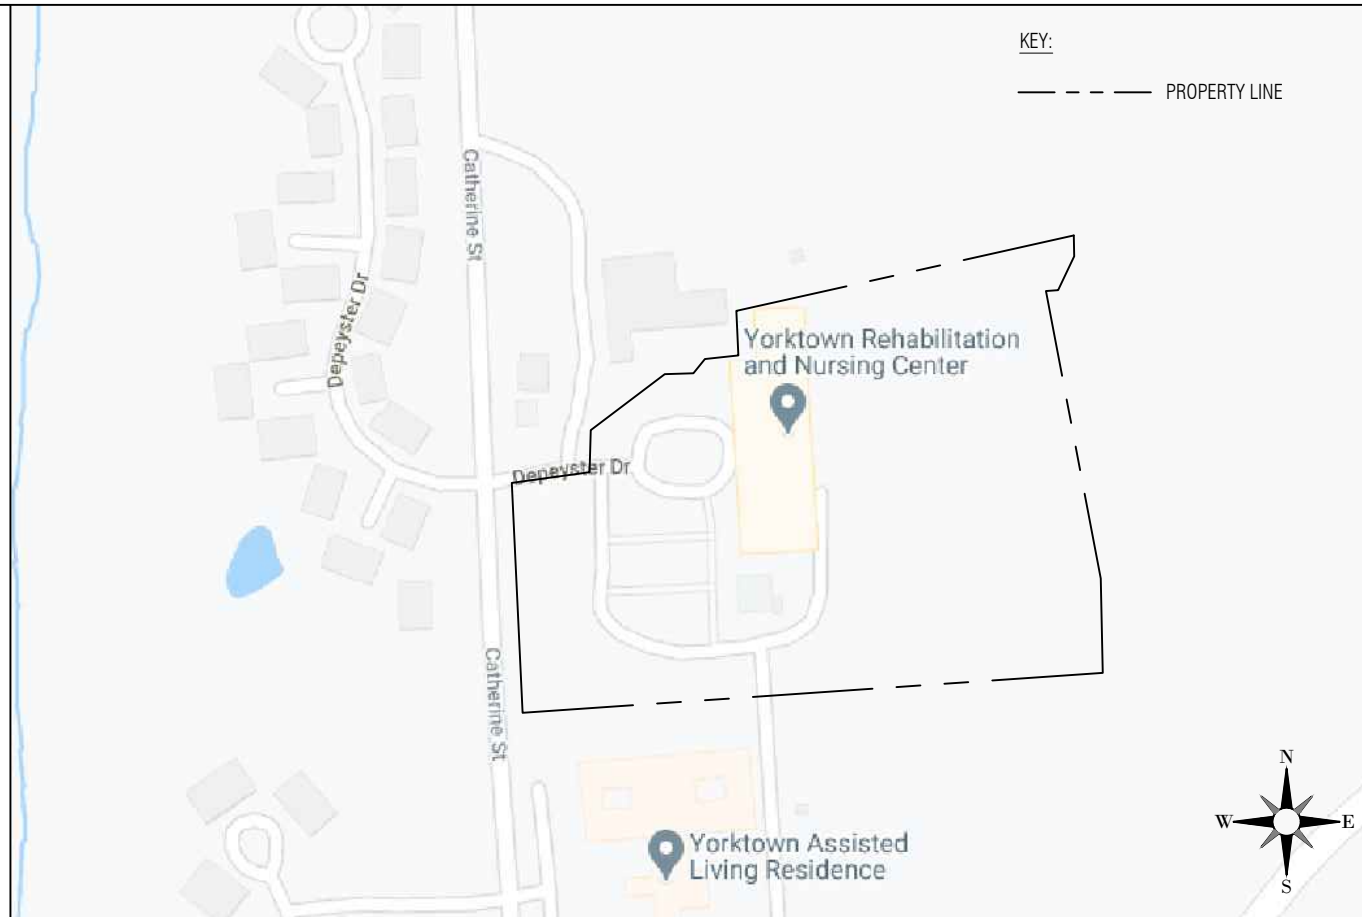 KEY:
PROPERTY LINE
Catherine St
Depeyster Dr
Yorktown Rehabilitation
and Nursing Center
Depeyster Dr
Catherine St
N
W
E
S
Yorktown Assisted
Living Residence